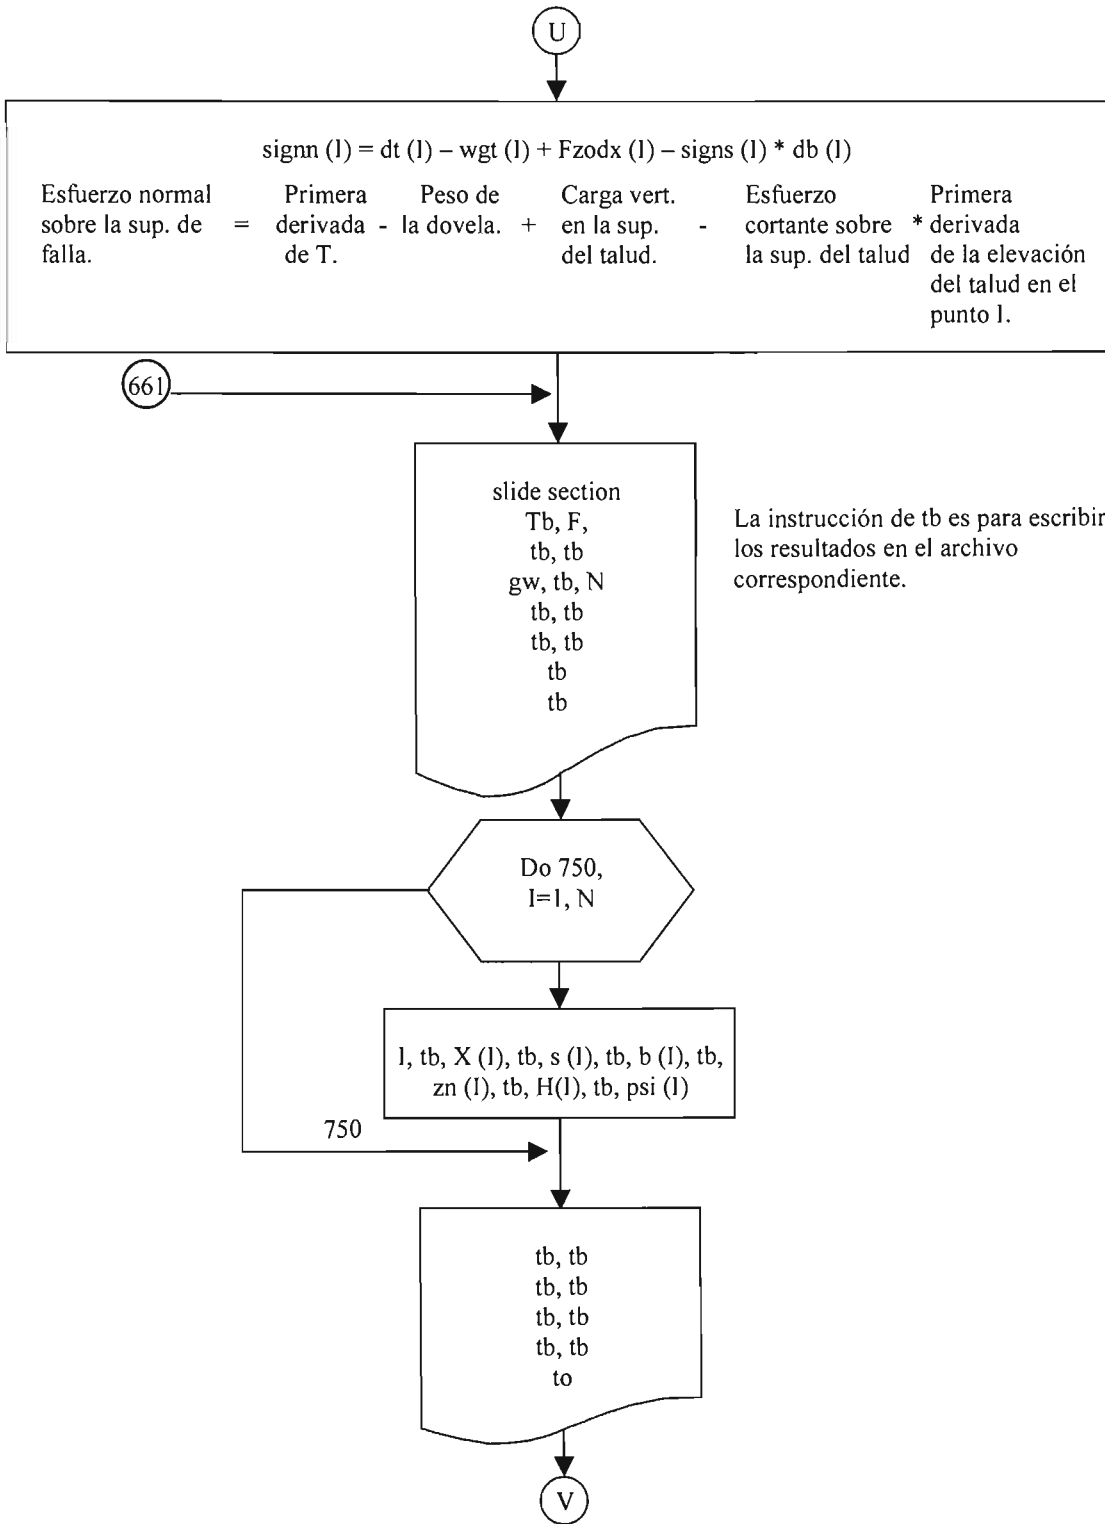 U
signn (I) = dt (I) – wgt (I) + Fzodx (I) – signs (I) * db (I)
Esfuerzo normal sobre la sup. de falla. = Primera derivada de T. - Peso de la dovela. + Carga vert. en la sup. del talud. - Esfuerzo cortante sobre la sup. del talud * Primera derivada de la elevación del talud en el punto I.
661
slide section
Tb, F,
tb, tb
gw, tb, N
tb, tb
tb, tb
tb
tb
La instrucción de tb es para escribir
los resultados en el archivo
correspondiente.
Do 750,
I=1, N
I, tb, X (I), tb, s (I), tb, b (I), tb,
zn (I), tb, H(I), tb, psi (I)
750
tb, tb
tb, tb
tb, tb
tb, tb
to
V